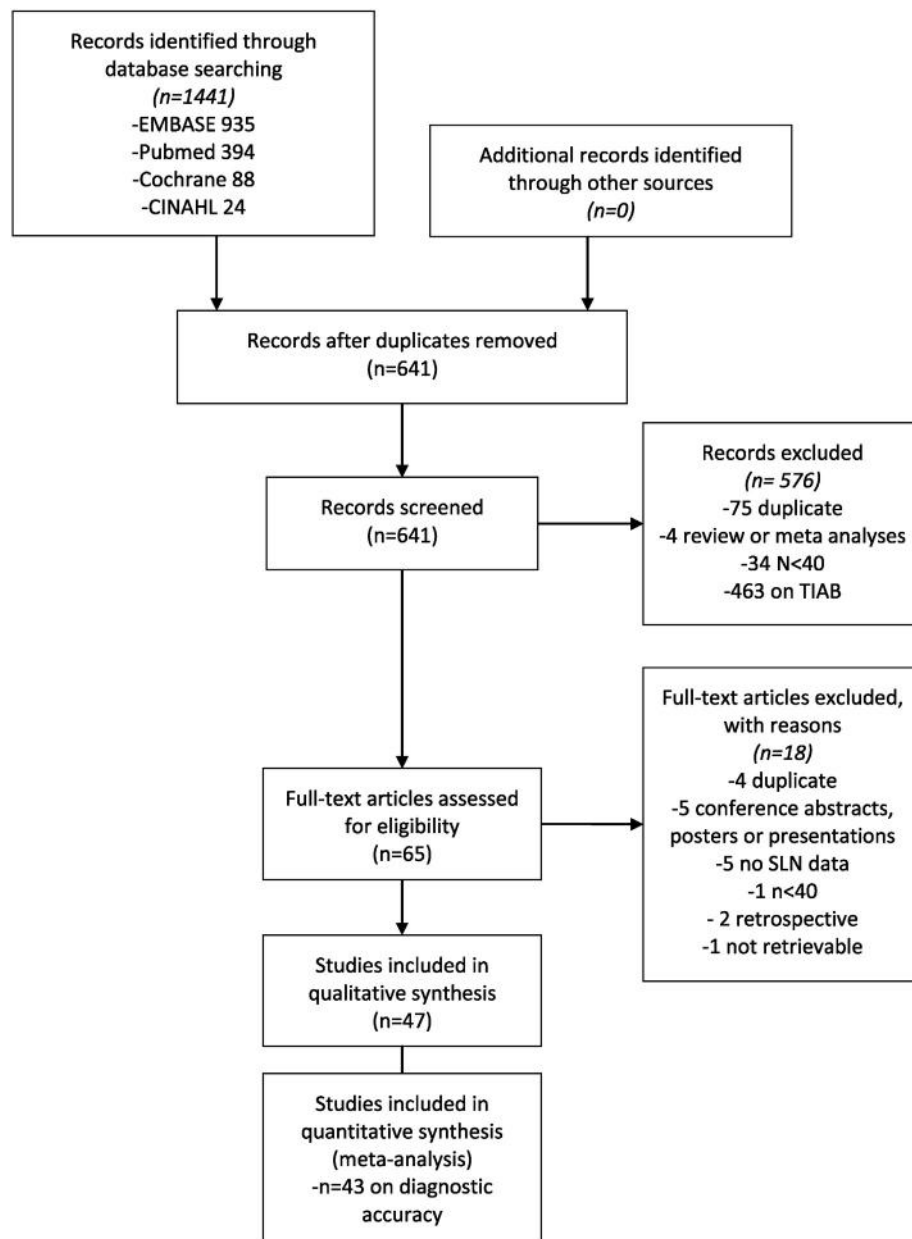 Records identified through
database searching
(n=1441)
-EMBASE 935
-Pubmed 394
-Cochrane 88
-CINAHL 24
Additional records identified
through other sources
(n=0)
Records after duplicates removed
(n=641)
Records screened
(n=641)
Records excluded
(n= 576)
-75 duplicate
-4 review or meta analyses
-34 N<40
-463 on TIAB
Full-text articles assessed
for eligibility
(n=65)
Full-text articles excluded,
with reasons
(n=18)
-4 duplicate
-5 conference abstracts,
posters or presentations
-5 no SLN data
-1 n<40
- 2 retrospective
-1 not retrievable
Studies included in
qualitative synthesis
(n=47)
Studies included in
quantitative synthesis
(meta-analysis)
-n=43 on diagnostic
accuracy